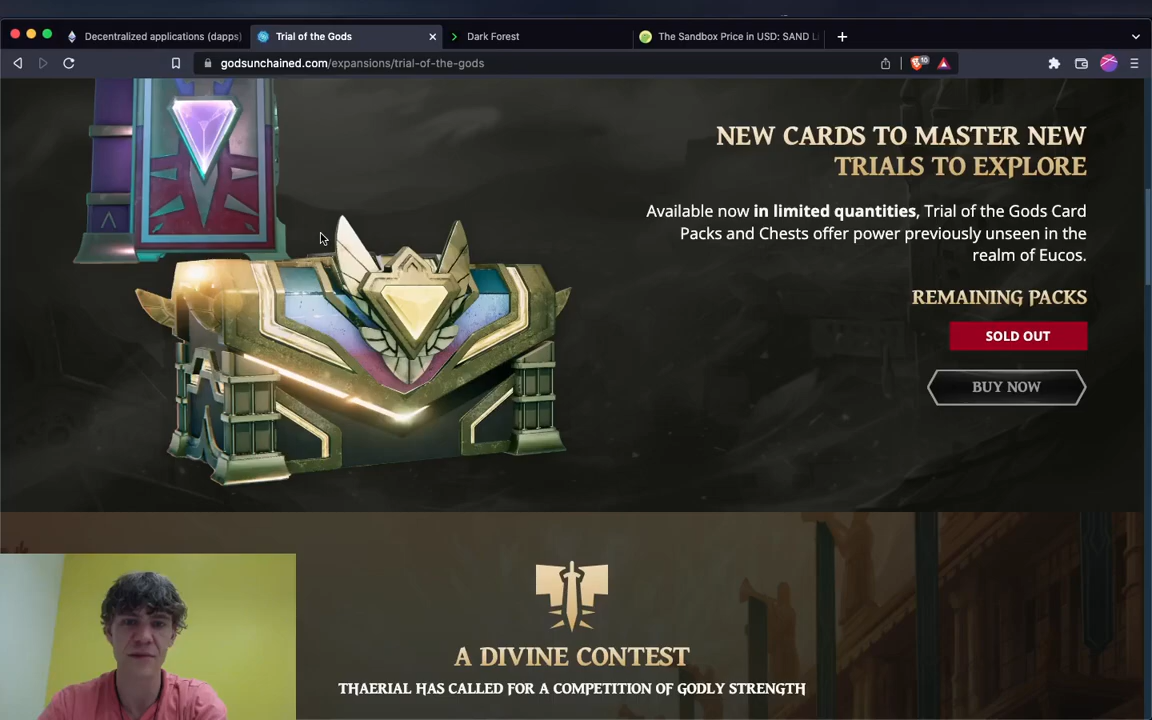 Decentralized applications (dapps)
Trial of the Gods
Dark Forest
The Sandbox Price in USD: SAND Li
godsunchained.com/expansions/trial-of-the-gods
10
NEW CARDS TO MASTER NEW
TRIALS TO EXPLORE
Available now in limited quantities, Trial of the Gods Card
Packs and Chests offer power previously unseen in the
realm of Eucos.
REMAINING PACKS
SOLD OUT
BUY NOW
A DIVINE CONTEST
THAERIAL HAS CALLED FOR A COMPETITION OF GODLY STRENGTH